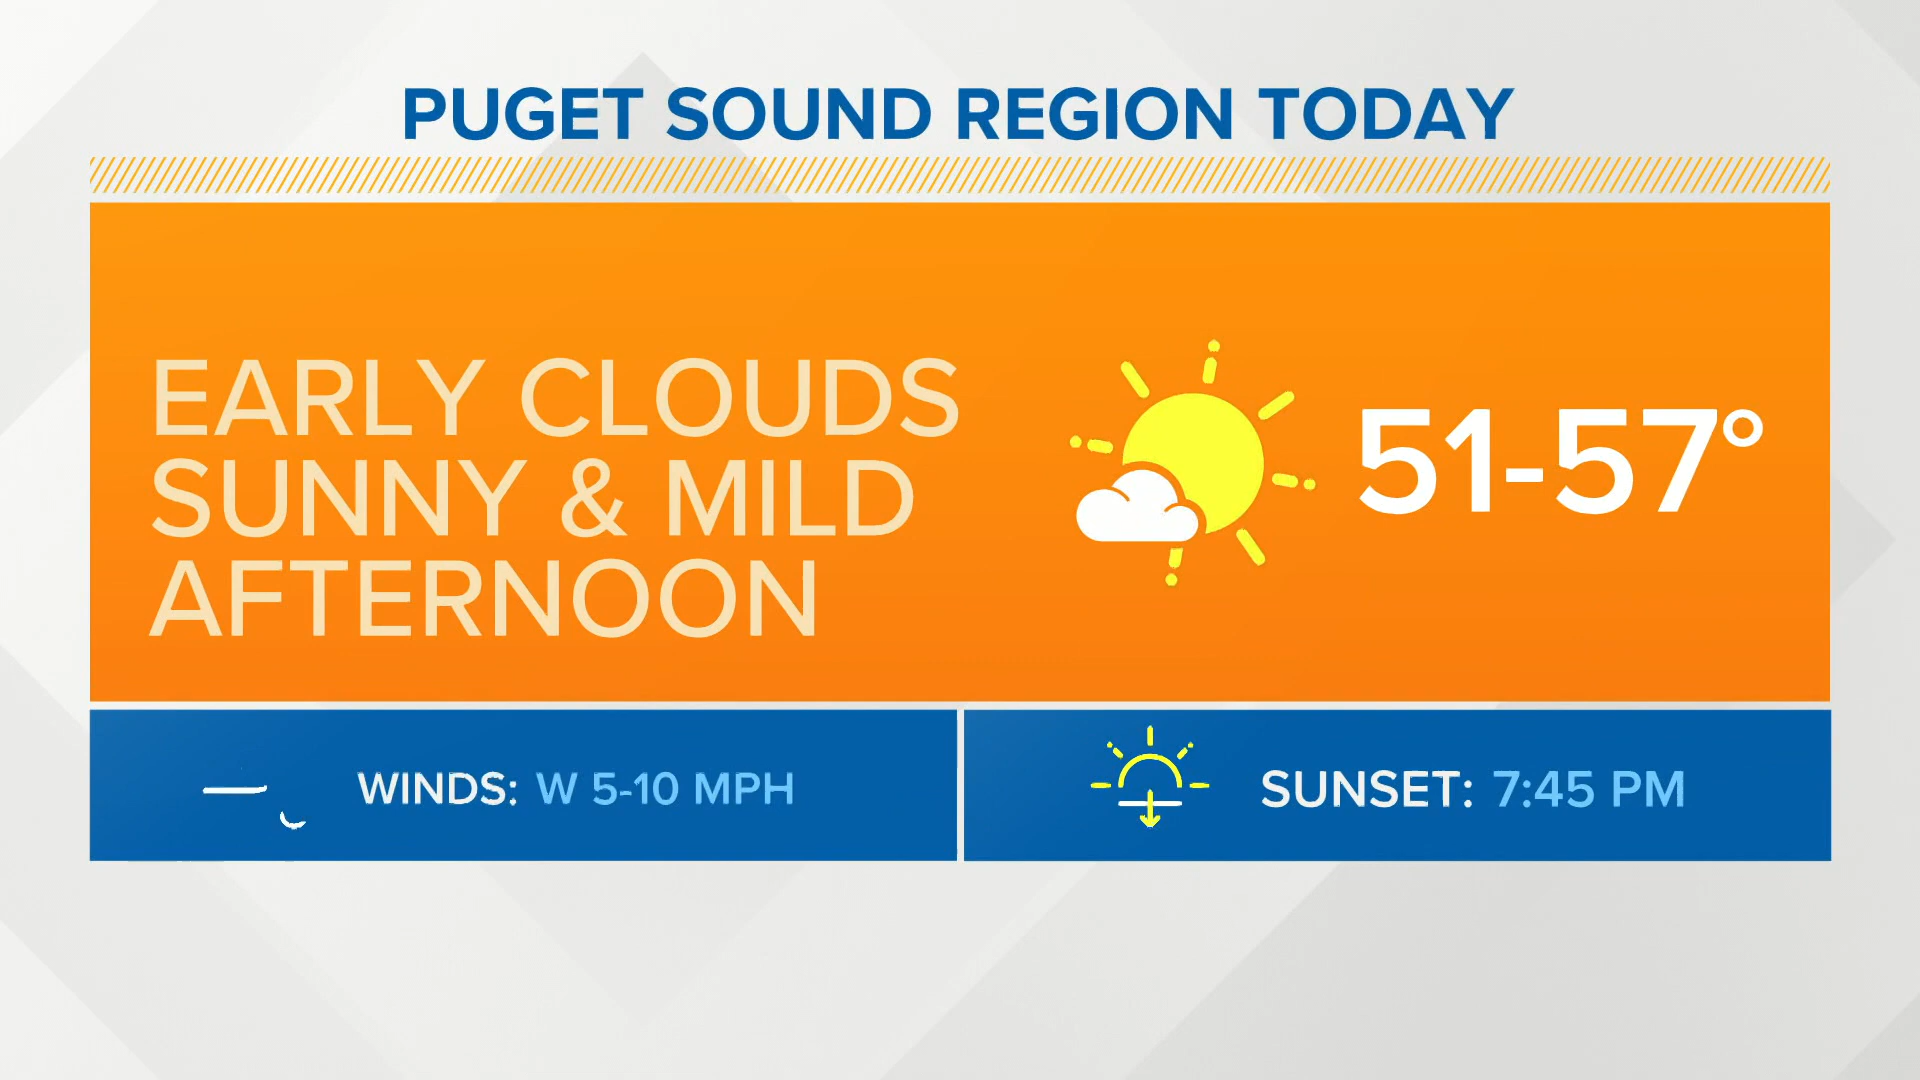 PUGET SOUND REGION TODAY
EARLY CLOUDS
SUNNY & MILD
AFTERNOON
51-57°
WINDS: W 5-10 MPH
SUNSET: 7:45 PM